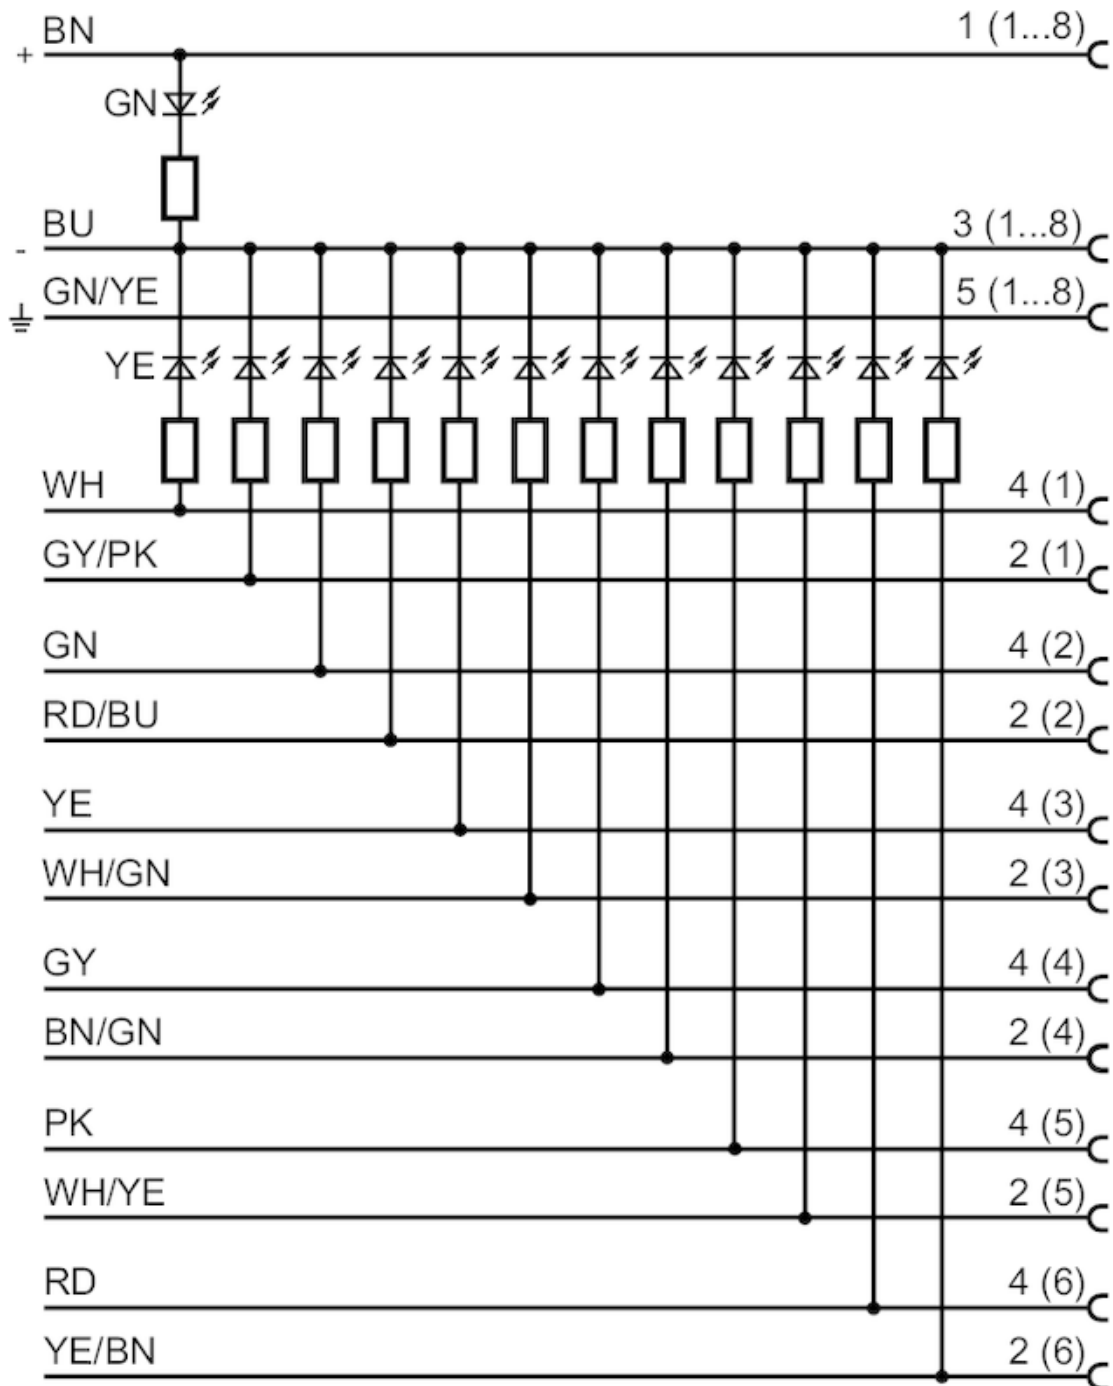 BN 1 (1...8)
+
GN
BU 3 (1...8)
-
GN/YE 5 (1...8)
YE
WH 4 (1)
GY/PK 2 (1)
GN 4 (2)
RD/BU 2 (2)
YE 4 (3)
WH/GN 2 (3)
GY 4 (4)
BN/GN 2 (4)
PK 4 (5)
WH/YE 2 (5)
RD 4 (6)
YE/BN 2 (6)